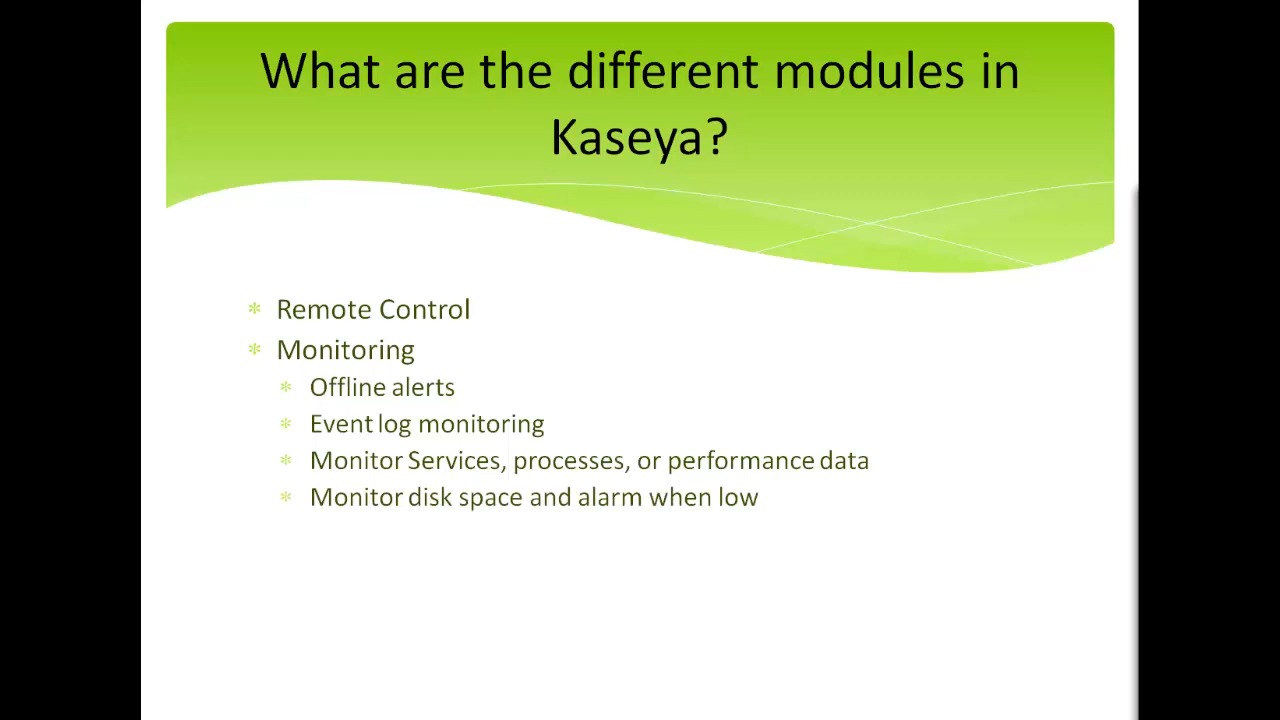 What are the different modules in
Kaseya?
* Remote Control
* Monitoring
* Offline alerts
* Event log monitoring
* Monitor Services, processes, or performance data
* Monitor disk space and alarm when low